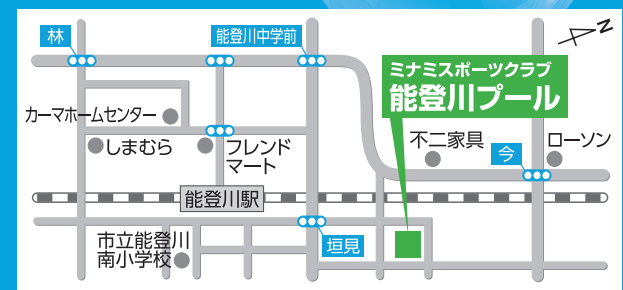 林
能登川中学前
N
ミナミスポーツクラブ
能登川プール
カーマホームセンター
しまむら
フレンド
マート
不二家具
今
ローソン
能登川駅
市立能登川
南小学校
垣見